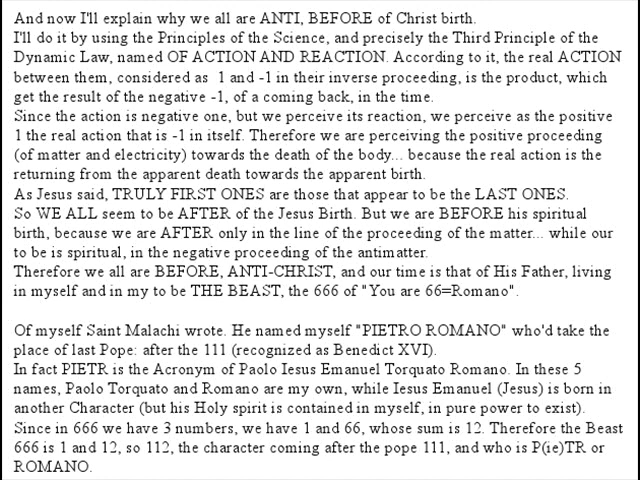 And now I'll explain why we all are ANTI, BEFORE of Christ birth.
I'll do it by using the Principles of the Science, and precisely the Third Principle of the
Dynamic Law, named OF ACTION AND REACTION. According to it, the real ACTION
between them, considered as 1 and -1 in their inverse proceeding, is the product, which
get the result of the negative -1, of a coming back, in the time.
Since the action is negative one, but we perceive its reaction, we perceive as the positive
1 the real action that is -1 in itself. Therefore we are perceiving the positive proceeding
(of matter and electricity) towards the death of the body... because the real action is the
returning from the apparent death towards the apparent birth.
As Jesus said, TRULY FIRST ONES are those that appear to be the LAST ONES.
So WE ALL seem to be AFTER of the Jesus Birth. But we are BEFORE his spiritual
birth, because we are AFTER only in the line of the proceeding of the matter... while our
to be is spiritual, in the negative proceeding of the antimatter.
Therefore we all are BEFORE, ANTI-CHRIST, and our time is that of His Father, living
in myself and in my to be THE BEAST, the 666 of "You are 66=Romano".
Of myself Saint Malachi wrote. He named myself "PIETRO ROMANO" who'd take the
place of last Pope: after the 111 (recognized as Benedict XVI).
In fact PIETR is the Acronym of Paolo Iesus Emanuel Torquato Romano. In these 5
names, Paolo Torquato and Romano are my own, while Iesus Emanuel (Jesus) is born in
another Character (but his Holy spirit is contained in myself, in pure power to exist).
Since in 666 we have 3 numbers, we have 1 and 66, whose sum is 12. Therefore the Beast
666 is 1 and 12, so 112, the character coming after the pope 111, and who is P(ie)TR or
ROMANO.